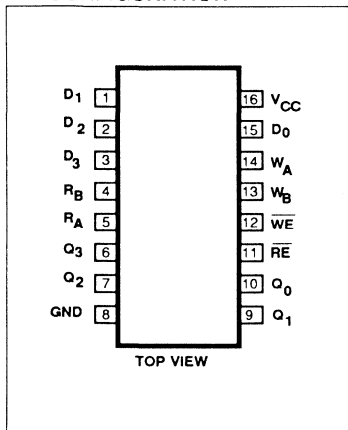 D1 1 16 VCC
D2 2 15 D0
D3 3 14 WA
RB 4 13 WB
RA 5 12 WE
Q3 6 11 RE
Q2 7 10 Q0
GND 8 9 Q1
TOP VIEW